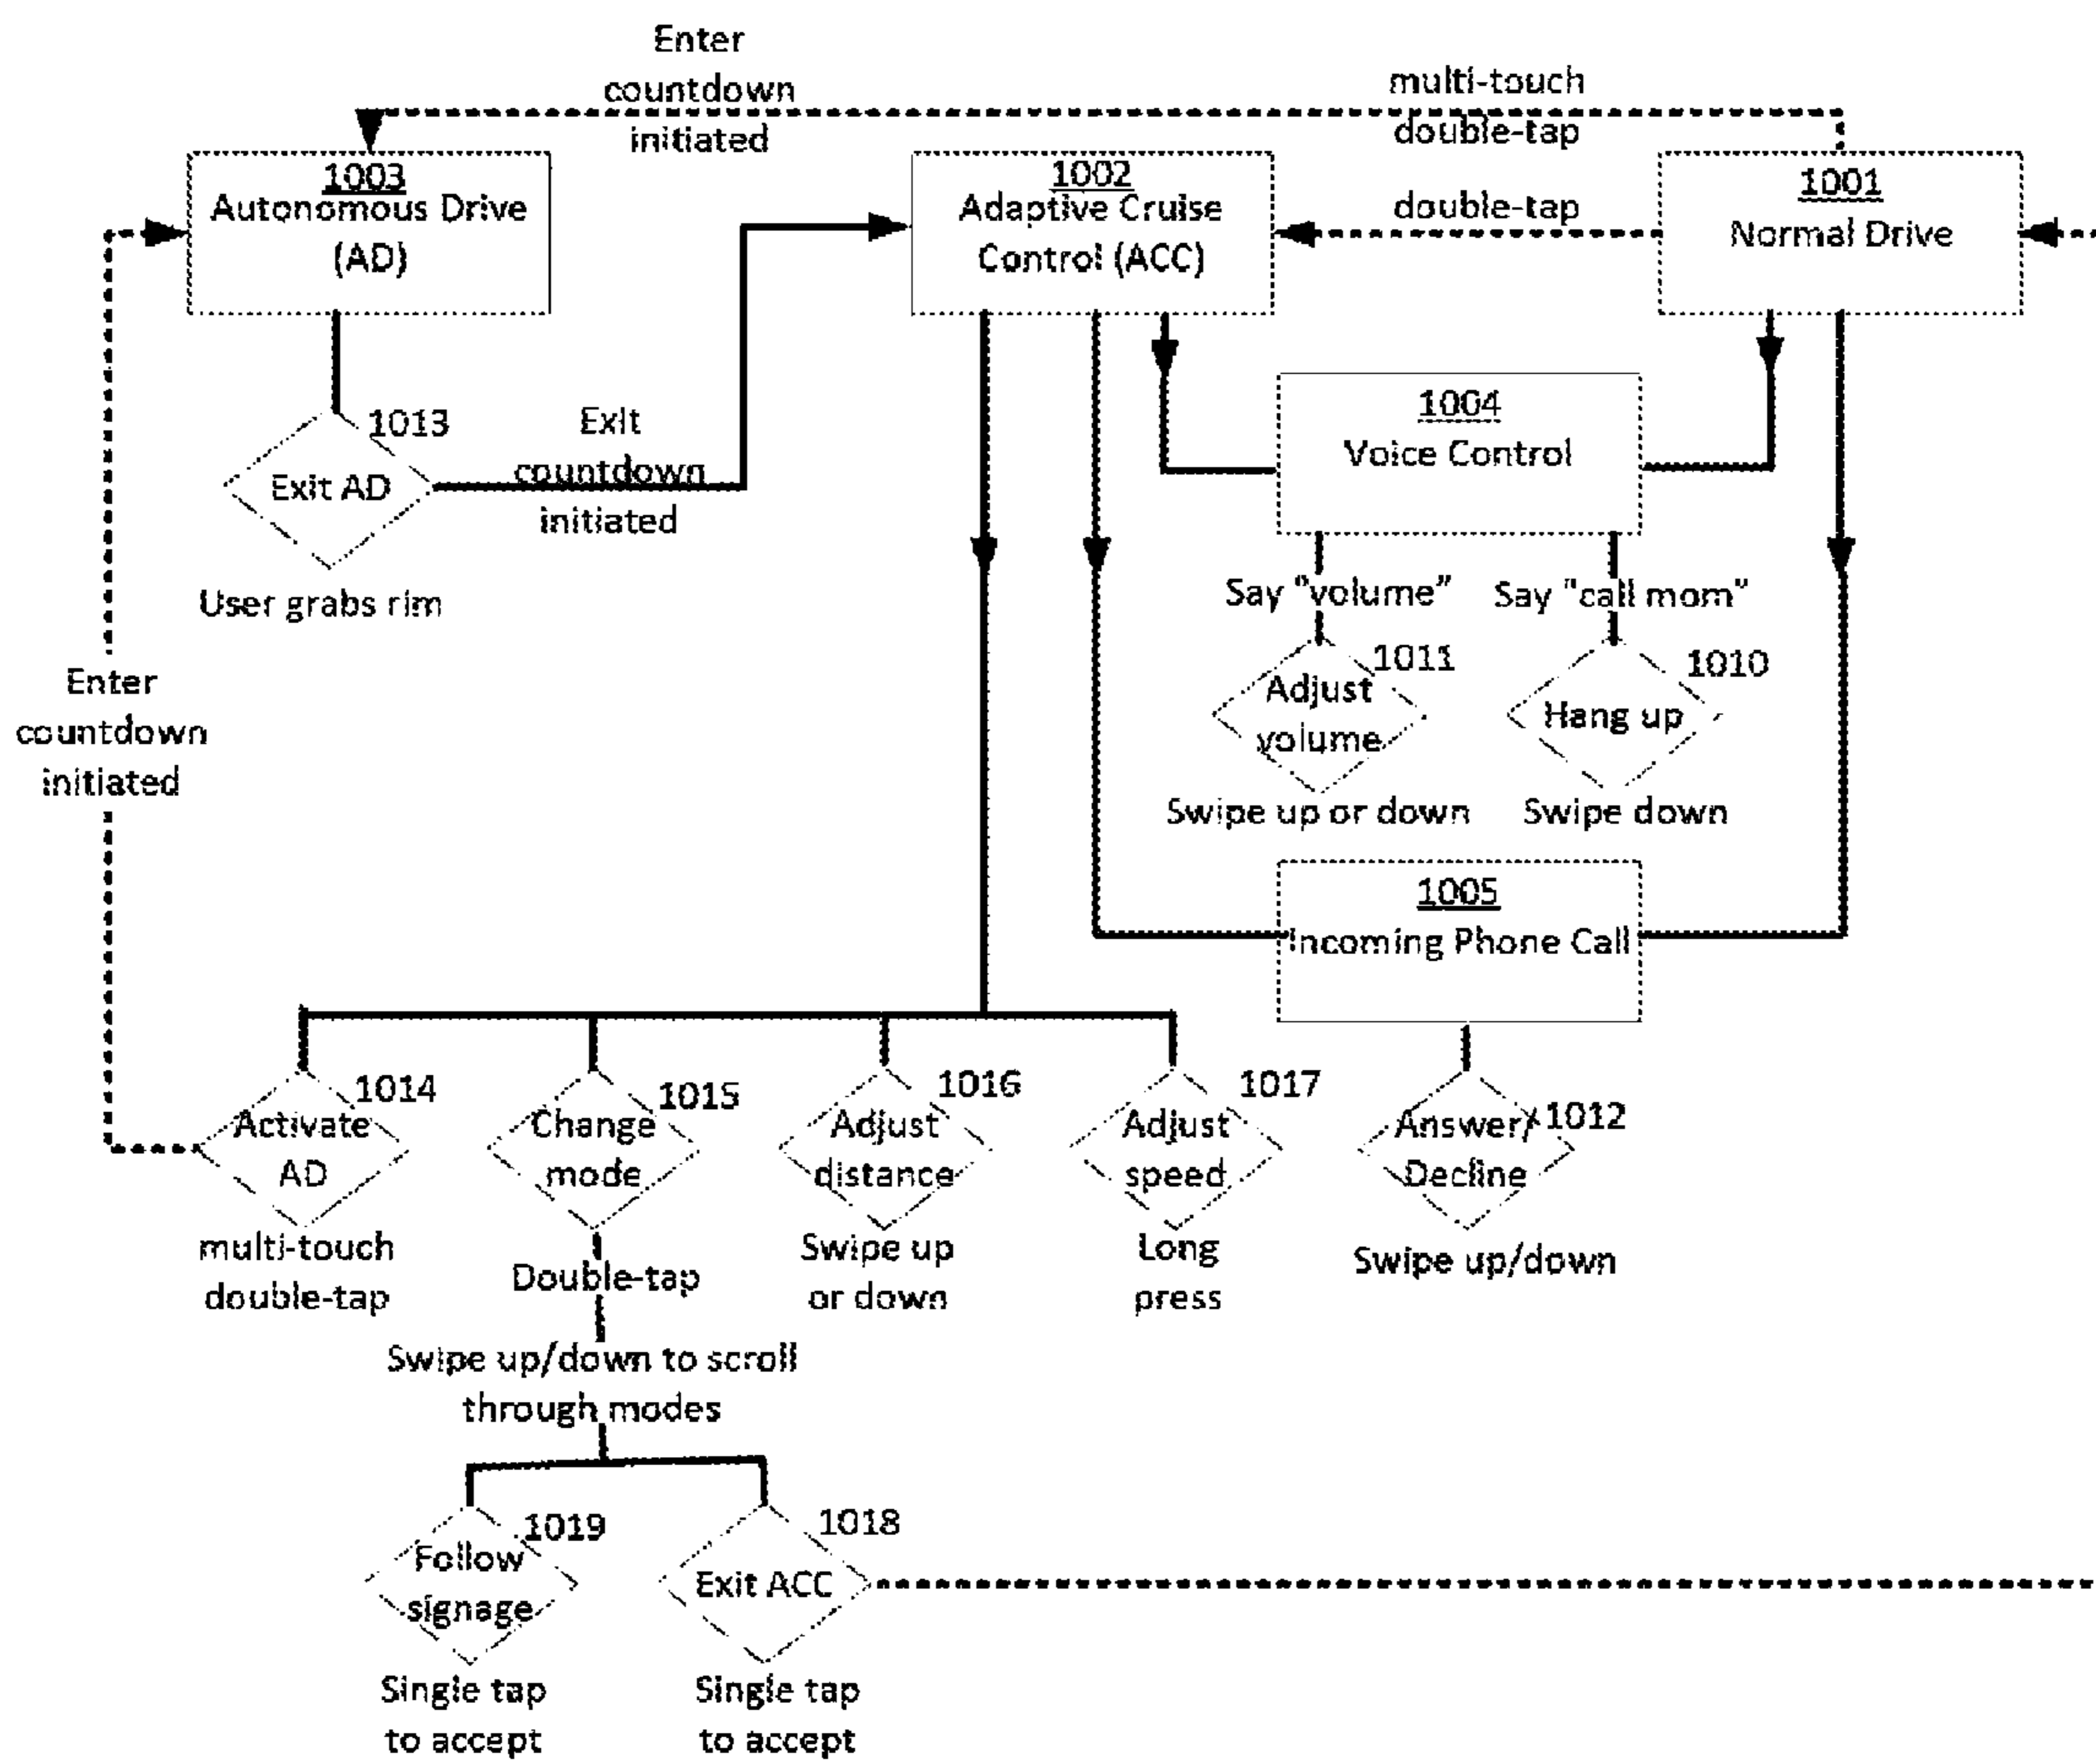 Enter
countdown
initiated
multi-touch
double-tap
1003
Autonomous Drive
(AD)
1002
Adaptive Cruise
Control (ACC)
double-tap
1001
Normal Drive
1013
Exit AD
User grabs rim
Exit
countdown
initiated
1004
Voice Control
Say "volume"
Say "call mom"
1011
Adjust
volume
Swipe up or down
1010
Hang up
Swipe down
Enter
countdown
initiated
1005
Incoming Phone Call
1014
Activate
AD
multi-touch
double-tap
1015
Change
mode
Double-tap
1016
Adjust
distance
Swipe up
or down
1017
Adjust
speed
Long
press
1012
Answer/
Decline
Swipe up/down
Swipe up/down to scroll
through modes
1019
Follow
signage
Single tap
to accept
1018
Exit ACC
Single tap
to accept